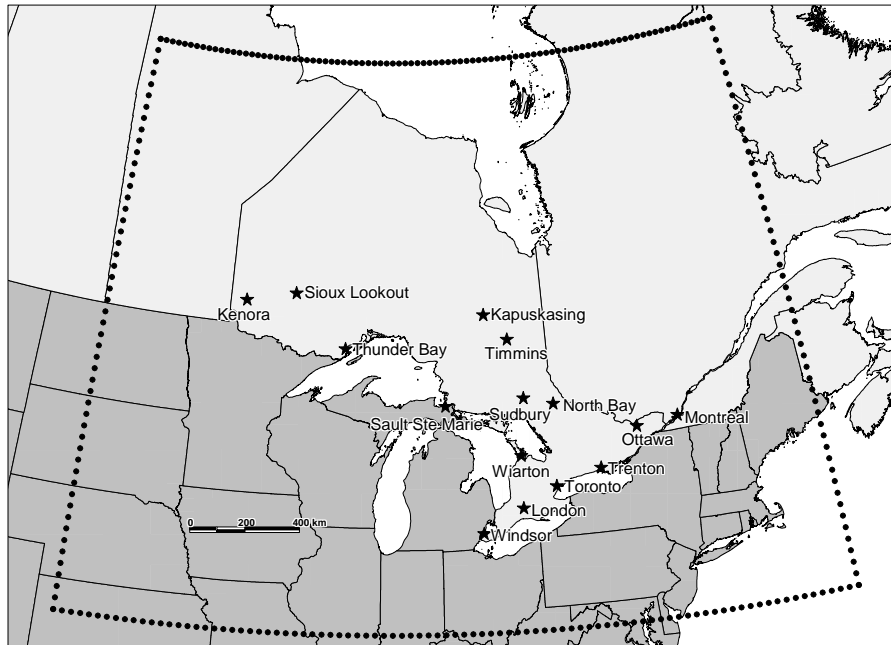 Sioux Lookout
Kenora
Kapuskasing
Thunder Bay
Timmins
North Bay
Sudbury
Montréal
Sault Ste-Marie
Ottawa
Wiarton
Trenton
Toronto
London
0 200 400 km
Windsor